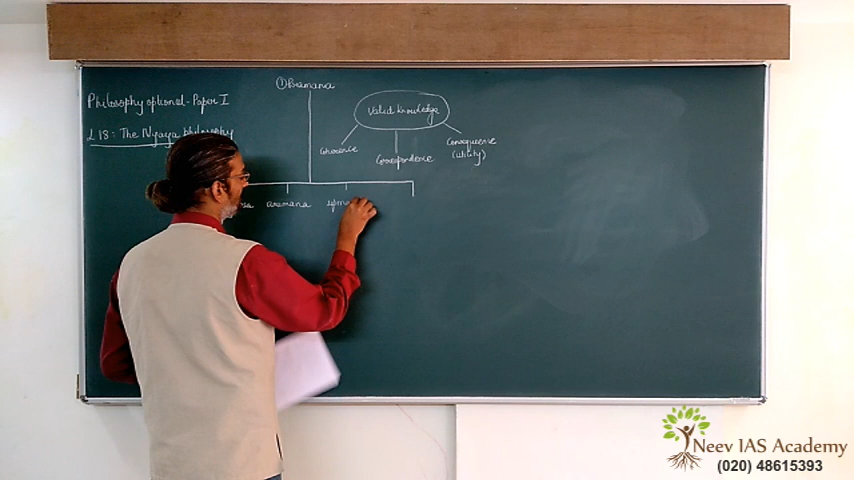 ① Pramana
Philosophy optional - Paper I
L 18 : The Nyaya philosophy
Valid Knowledge
Coherence
Correspondence
Consequence
(utility)
Neev IAS Academy
(020) 48615393